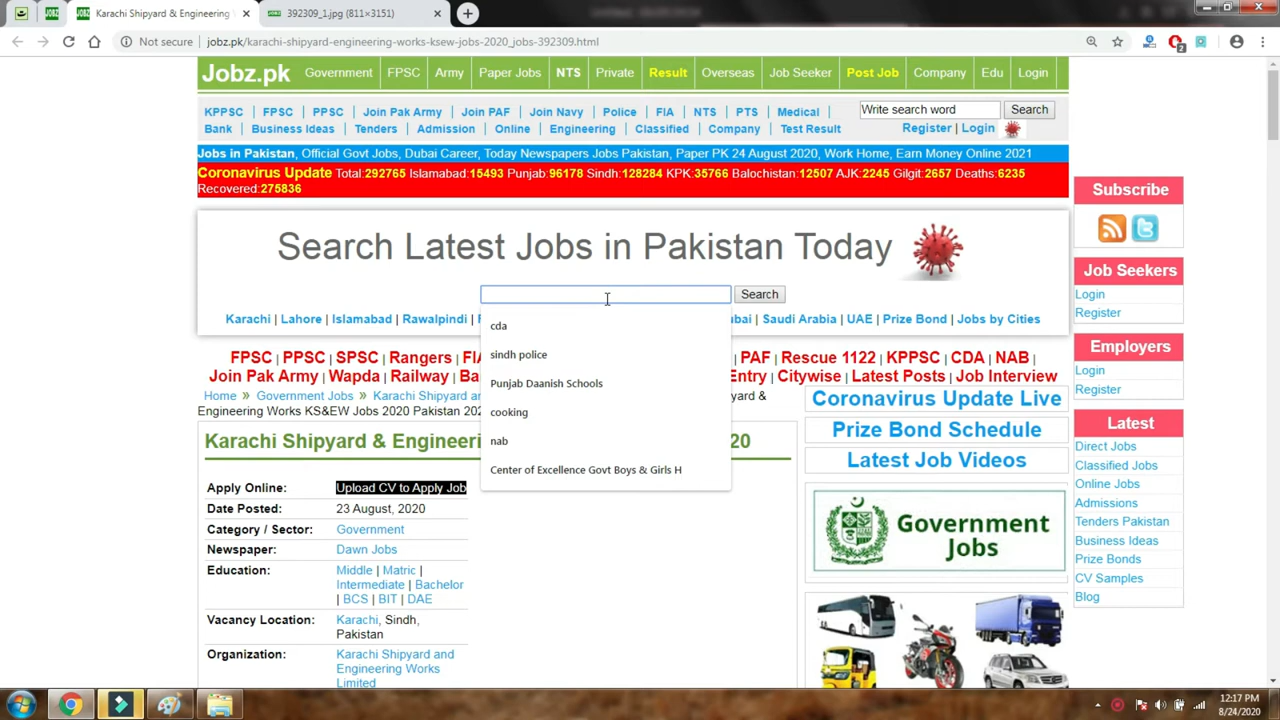 Karachi Shipyard & Engineering
392309_1.jpg (811×3151)
Not secure | jobz.pk/karachi-shipyard-engineering-works-ksew-jobs-2020_jobs-392309.html
2
Jobz.pk Government FPSC Army Paper Jobs NTS Private Result Overseas Job Seeker Post Job Company Edu Login
KPPSC | FPSC | PPSC | Join Pak Army | Join PAF | Join Navy | Police | FIA | NTS | PTS | Medical
Write search word Search
Bank | Business Ideas | Tenders | Admission | Online | Engineering | Classified | Company | Test Result
Register | Login
Jobs in Pakistan, Official Govt Jobs, Dubai Career, Today Newspapers Jobs Pakistan, Paper PK 24 August 2020, Work Home, Earn Money Online 2021
Coronavirus Update Total:292765 Islamabad:15493 Punjab:96178 Sindh:128284 KPK:35766 Balochistan:12507 AJK:2245 Gilgit:2657 Deaths:6235
Recovered:275836
Search Latest Jobs in Pakistan Today
Search
Karachi | Lahore | Islamabad | Rawalpindi | bai | Saudi Arabia | UAE | Prize Bond | Jobs by Cities
cda
sindh police
Punjab Daanish Schools
cooking
nab
Center of Excellence Govt Boys & Girls H
FPSC | PPSC | SPSC | Rangers | FI | PAF | Rescue 1122 | KPPSC | CDA | NAB |
Join Pak Army | Wapda | Railway | Ba Entry | Citywise | Latest Posts | Job Interview
Home » Government Jobs » Karachi Shipyard an yard &
Engineering Works KS&EW Jobs 2020 Pakistan 202
Karachi Shipyard & Engineeri 20
Apply Online: Upload CV to Apply Job
Date Posted: 23 August, 2020
Category / Sector: Government
Newspaper: Dawn Jobs
Education: Middle | Matric |
Intermediate | Bachelor
| BCS | BIT | DAE
Vacancy Location: Karachi, Sindh,
Pakistan
Organization: Karachi Shipyard and
Engineering Works
Limited
Coronavirus Update Live
Prize Bond Schedule
Latest Job Videos
Government
Jobs
Subscribe
Job Seekers
Login
Register
Employers
Login
Register
Latest
Direct Jobs
Classified Jobs
Online Jobs
Admissions
Tenders Pakistan
Business Ideas
Prize Bonds
CV Samples
Blog
12:17 PM
8/24/2020